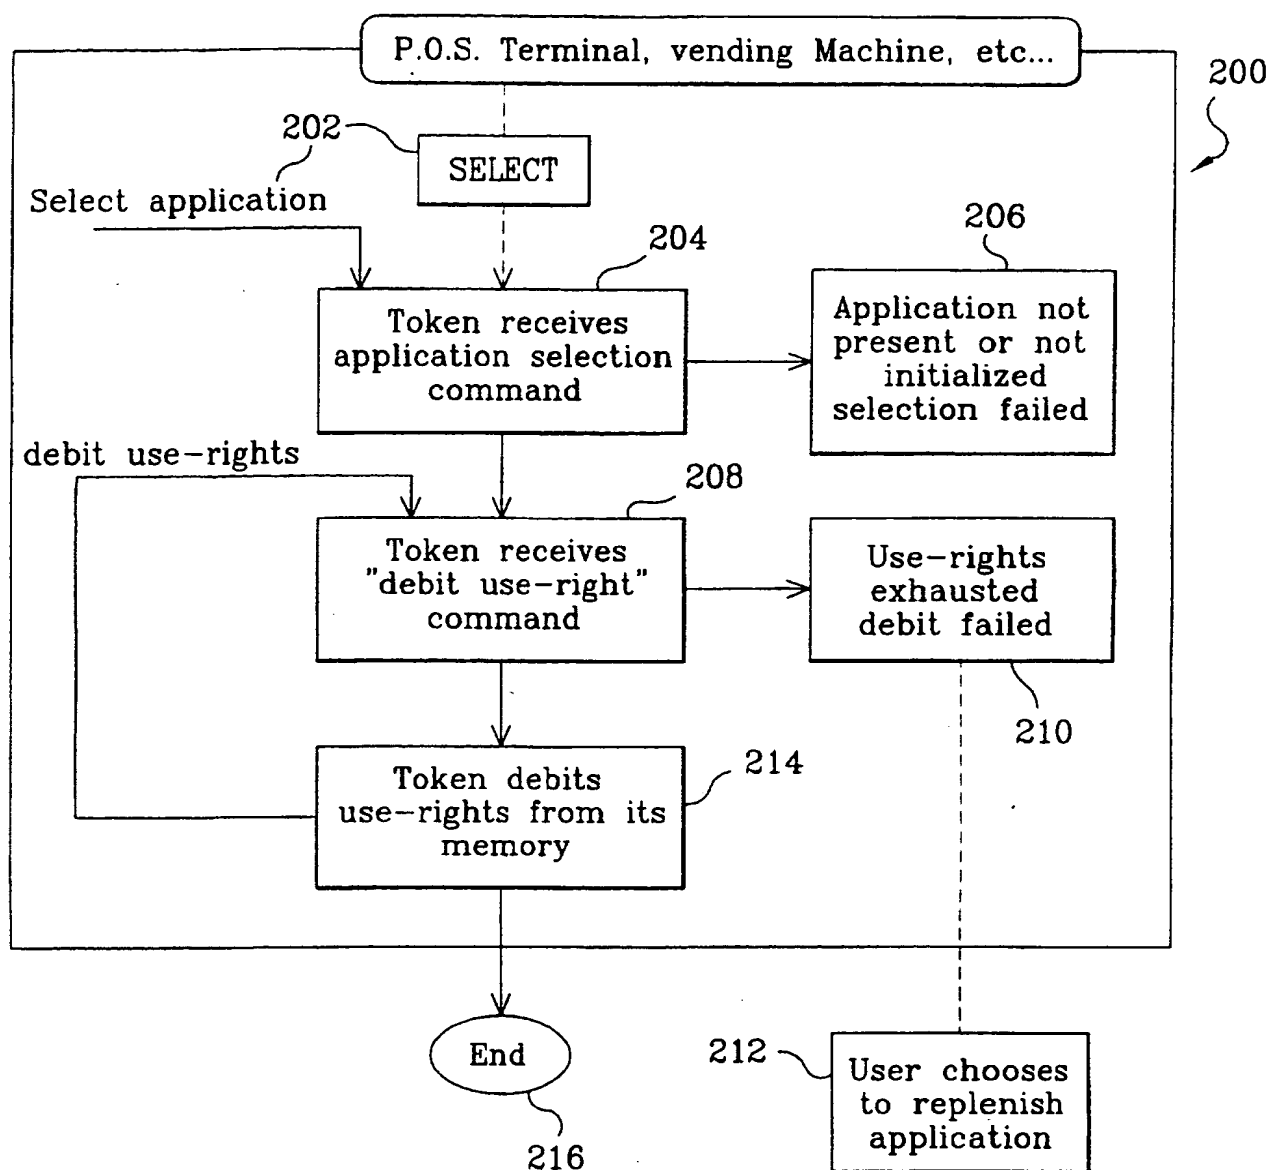 P.O.S. Terminal, vending Machine, etc...
200
202
SELECT
Select application
204
206
Token receives
application selection
command
Application not
present or not
initialized
selection failed
debit use-rights
208
Token receives
"debit use-right"
command
Use-rights
exhausted
debit failed
210
214
Token debits
use-rights from its
memory
End
216
212
User chooses
to replenish
application